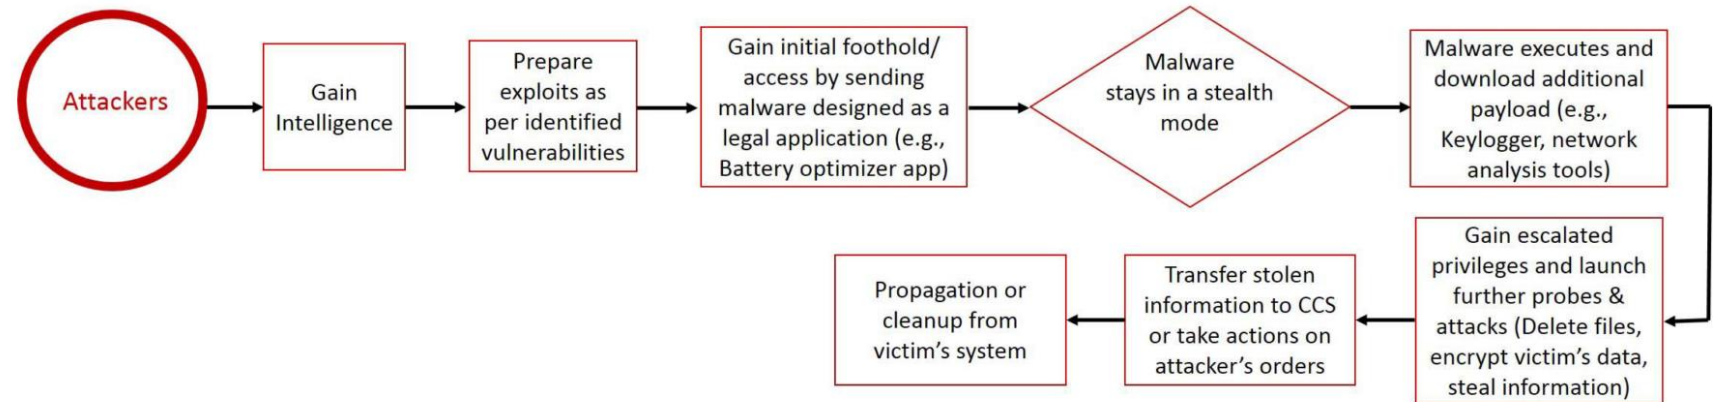 Attackers
Gain
Intelligence
Prepare
exploits as
per identified
vulnerabilities
Gain initial foothold/
access by sending
malware designed as a
legal application (e.g.,
Battery optimizer app)
Malware
stays in a stealth
mode
Malware executes and
download additional
payload (e.g.,
Keylogger, network
analysis tools)
Gain escalated
privileges and launch
further probes &
attacks (Delete files,
encrypt victim's data,
steal information)
Transfer stolen
information to CCS
or take actions on
attacker's orders
Propagation or
cleanup from
victim's system